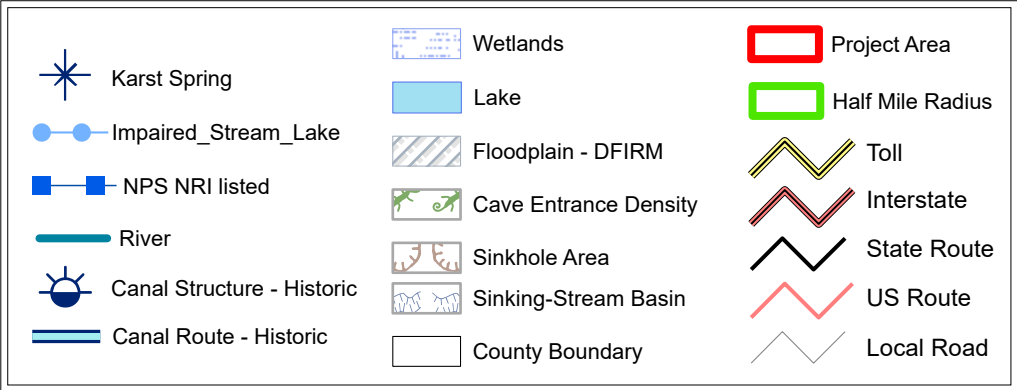 Karst Spring
Impaired_Stream_Lake
NPS NRI listed
River
Canal Structure - Historic
Canal Route - Historic
Wetlands
Lake
Floodplain - DFIRM
Cave Entrance Density
Sinkhole Area
Sinking-Stream Basin
County Boundary
Project Area
Half Mile Radius
Toll
Interstate
State Route
US Route
Local Road